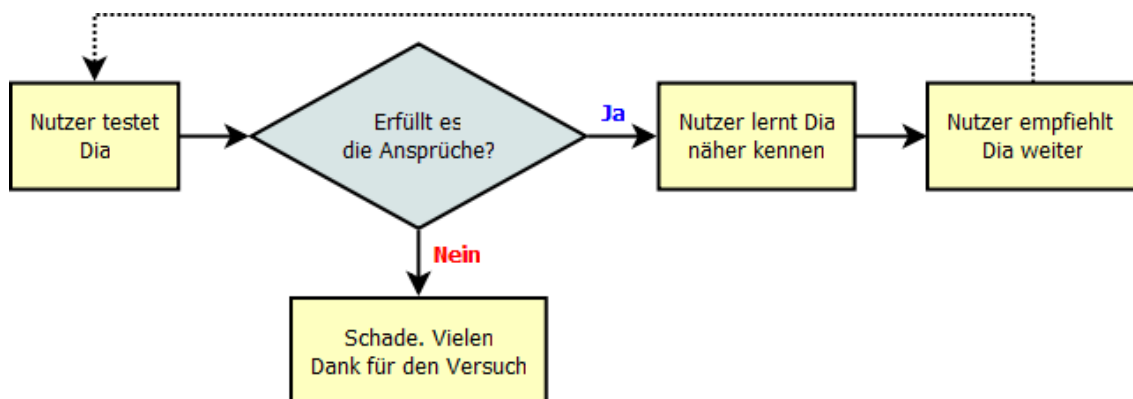 Nutzer testet
Dia
Erfüllt es
die Ansprüche?
Ja
Nutzer lernt Dia
näher kennen
Nutzer empfiehlt
Dia weiter
Nein
Schade. Vielen
Dank für den Versuch